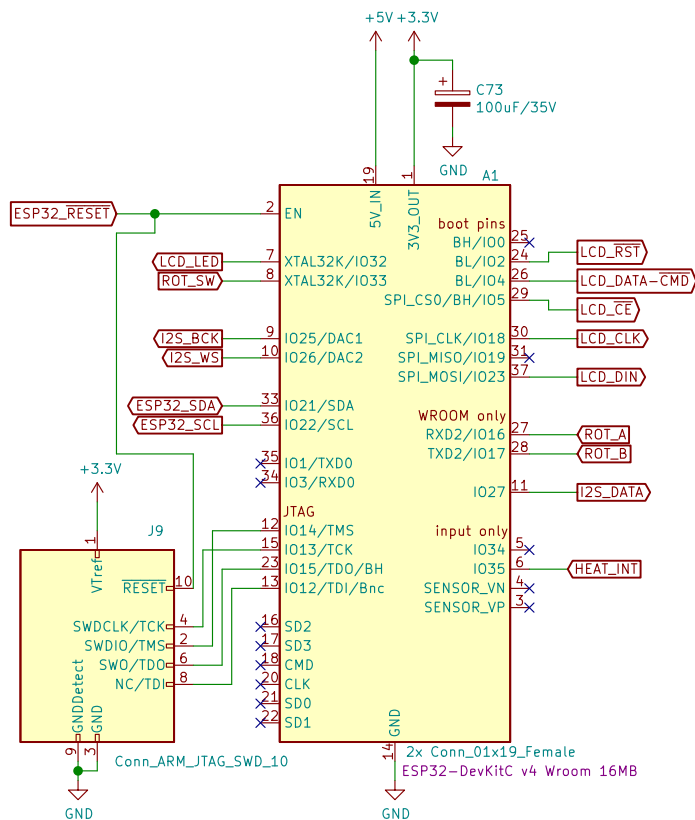 +5V +3.3V
+
C73
100uF/35V
GND
A1
19 5V_IN
1 3V3_OUT
ESP32_RESET 2 EN
boot pins
BH/IO0 25
BL/IO2 24 LCD_RST
LCD_LED 7 XTAL32K/IO32
BL/IO4 26 LCD_DATA-CMD
ROT_SW 8 XTAL32K/IO33
SPI_CS0/BH/IO5 29 LCD_CE
I2S_BCK 9 IO25/DAC1
SPI_CLK/IO18 30 LCD_CLK
I2S_WS 10 IO26/DAC2
SPI_MISO/IO19 31
SPI_MOSI/IO23 37 LCD_DIN
ESP32_SDA 33 IO21/SDA
WROOM only
ESP32_SCL 36 IO22/SCL
RXD2/IO16 27 ROT_A
TXD2/IO17 28 ROT_B
35 IO1/TXD0
34 IO3/RXD0
IO27 11 I2S_DATA
+3.3V
JTAG
12 IO14/TMS
input only
15 IO13/TCK
IO34 5
23 IO15/TDO/BH
IO35 6 HEAT_INT
13 IO12/TDI/Bnc
SENSOR_VN 4
SENSOR_VP 3
J9
1 VTref
RESET 10
SWDCLK/TCK 4
SWDIO/TMS 2
SWO/TDO 6
NC/TDI 8
GNDDetect 9
GND 3
Conn_ARM_JTAG_SWD_10
GND
16 SD2
17 SD3
18 CMD
20 CLK
21 SD0
22 SD1
GND 14
2x Conn_01x19_Female
ESP32-DevKitC v4 Wroom 16MB
GND